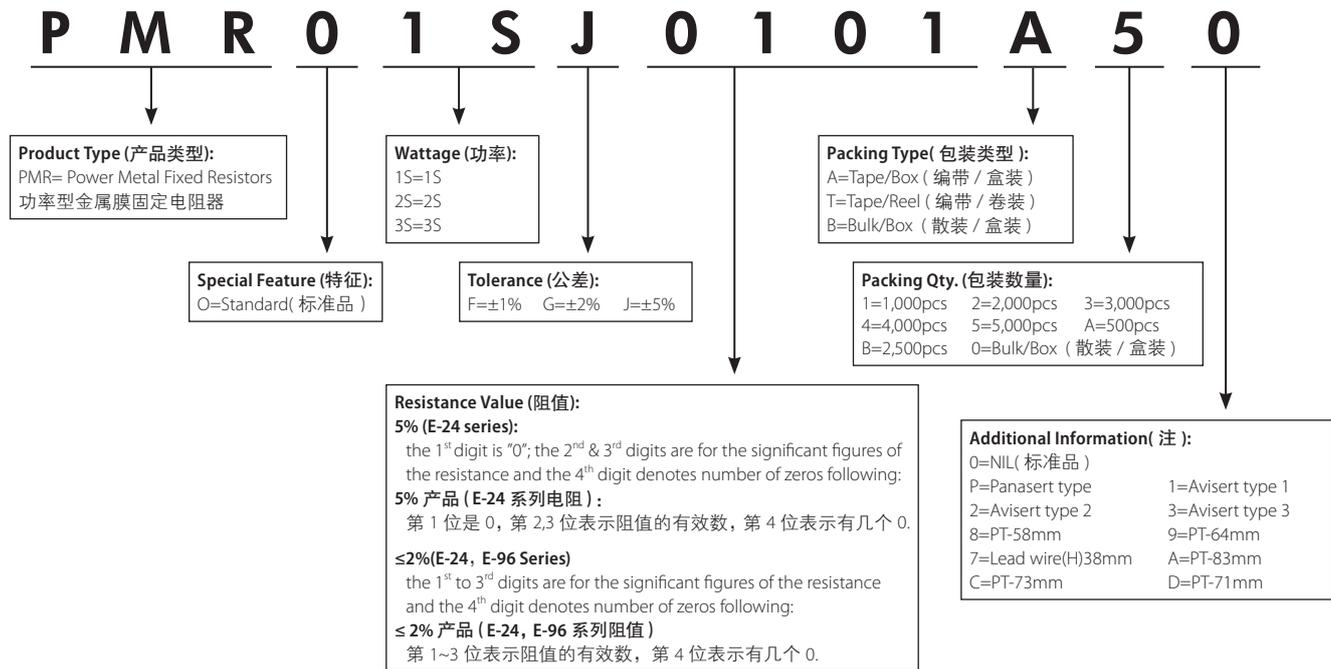 P M R 0 1 S J 0 1 0 1 A 5 0
Product Type (产品类型):
PMR= Power Metal Fixed Resistors
功率型金属膜固定电阻器
Wattage (功率):
1S=1S
2S=2S
3S=3S
Packing Type( 包装类型 ):
A=Tape/Box ( 编带 / 盒装 )
T=Tape/Reel ( 编带 / 卷装 )
B=Bulk/Box ( 散装 / 盒装 )
Special Feature (特征):
O=Standard( 标准品 )
Tolerance (公差):
F=±1% G=±2% J=±5%
Packing Qty. (包装数量):
1=1,000pcs 2=2,000pcs 3=3,000pcs
4=4,000pcs 5=5,000pcs A=500pcs
B=2,500pcs 0=Bulk/Box ( 散装 / 盒装 )
Resistance Value (阻值):
5% (E-24 series):
the 1st digit is "0"; the 2nd & 3rd digits are for the significant figures of
the resistance and the 4th digit denotes number of zeros following:
5% 产品 ( E-24 系列电阻 ) :
第 1 位是 0, 第 2,3 位表示阻值的有效数, 第 4 位表示有几个 0.
≤2%(E-24, E-96 Series)
the 1st to 3rd digits are for the significant figures of the resistance
and the 4th digit denotes number of zeros following:
≤ 2% 产品 ( E-24, E-96 系列阻值 )
第 1~3 位表示阻值的有效数, 第 4 位表示有几个 0.
Additional Information( 注 ):
0=NIL( 标准品 )
P=Panasert type 1=Avisert type 1
2=Avisert type 2 3=Avisert type 3
8=PT-58mm 9=PT-64mm
7=Lead wire(H)38mm A=PT-83mm
C=PT-73mm D=PT-71mm